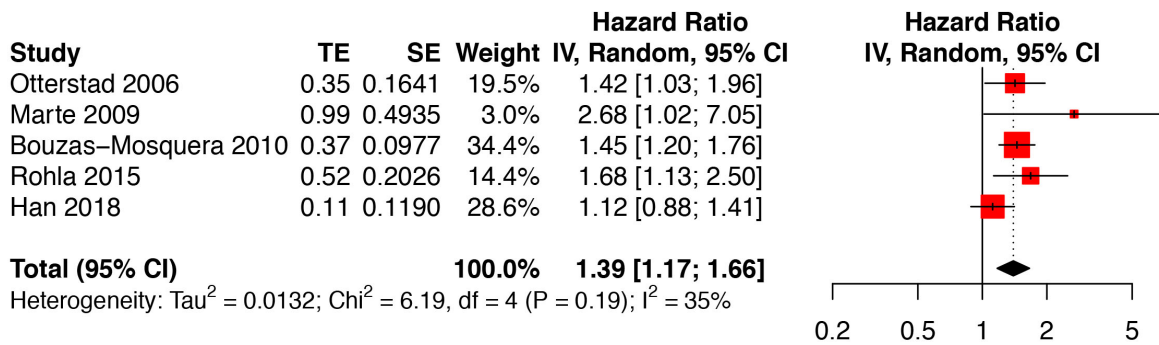 Hazard Ratio Hazard Ratio
Study TE SE Weight IV, Random, 95% CI IV, Random, 95% CI
Otterstad 2006 0.35 0.1641 19.5% 1.42 [1.03; 1.96]
Marte 2009 0.99 0.4935 3.0% 2.68 [1.02; 7.05]
Bouzas−Mosquera 2010 0.37 0.0977 34.4% 1.45 [1.20; 1.76]
Rohla 2015 0.52 0.2026 14.4% 1.68 [1.13; 2.50]
Han 2018 0.11 0.1190 28.6% 1.12 [0.88; 1.41]
Total (95% CI) 100.0% 1.39 [1.17; 1.66]
Heterogeneity: Tau² = 0.0132; Chi² = 6.19, df = 4 (P = 0.19); I² = 35%
0.2 0.5 1 2 5